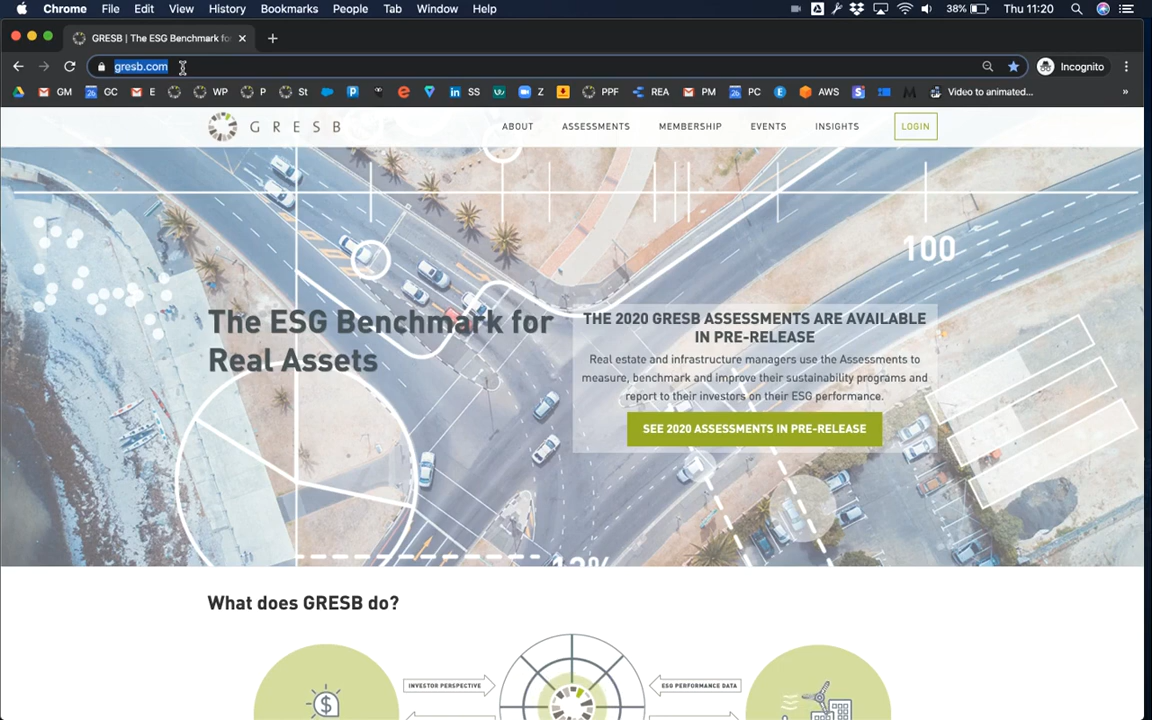 Chrome File Edit View History Bookmarks People Tab Window Help 38% Thu 11:20
GRESB | The ESG Benchmark for
gresb.com Incognito
GM GC E WP P St SS Z PPF REA PM PC AWS Video to animated... »
GRESB ABOUT ASSESSMENTS MEMBERSHIP EVENTS INSIGHTS LOGIN
100
The ESG Benchmark for
Real Assets
THE 2020 GRESB ASSESSMENTS ARE AVAILABLE
IN PRE-RELEASE
Real estate and infrastructure managers use the Assessments to
measure, benchmark and improve their sustainability programs and
report to their investors on their ESG performance.
SEE 2020 ASSESSMENTS IN PRE-RELEASE
What does GRESB do?
INVESTOR PERSPECTIVE
ESG PERFORMANCE DATA
$